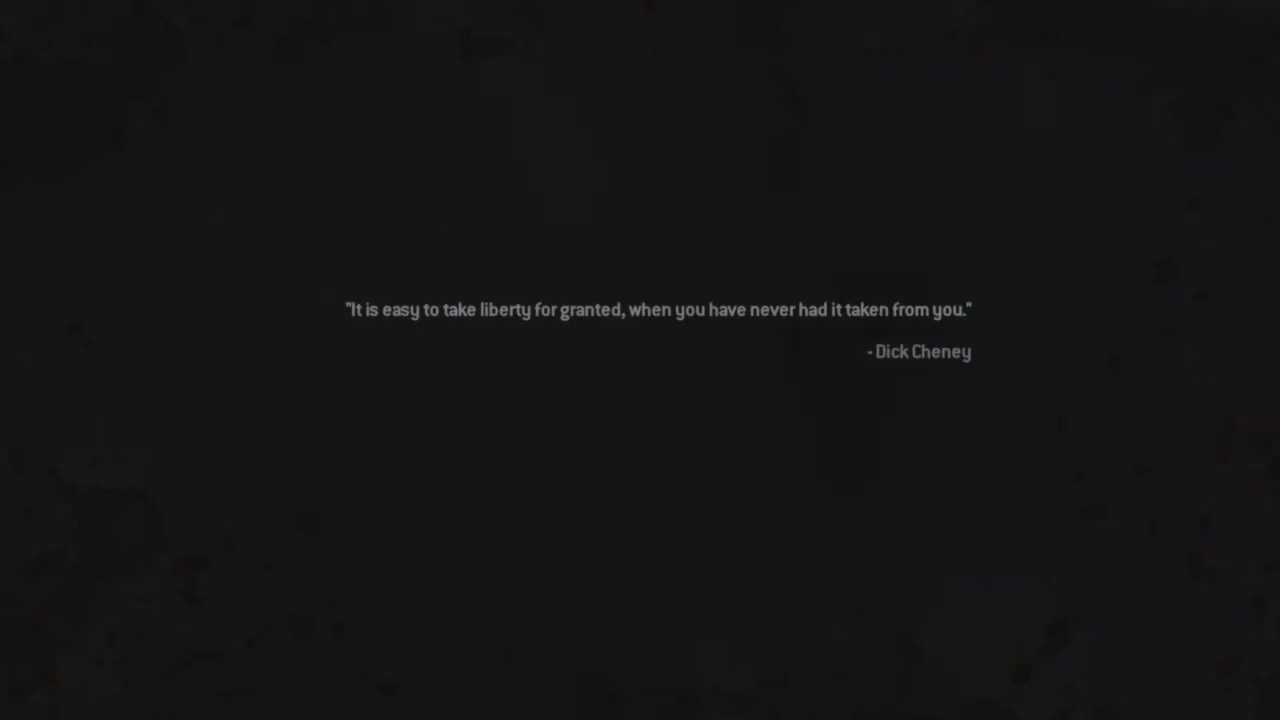 "It is easy to take liberty for granted, when you have never had it taken from you."
- Dick Cheney